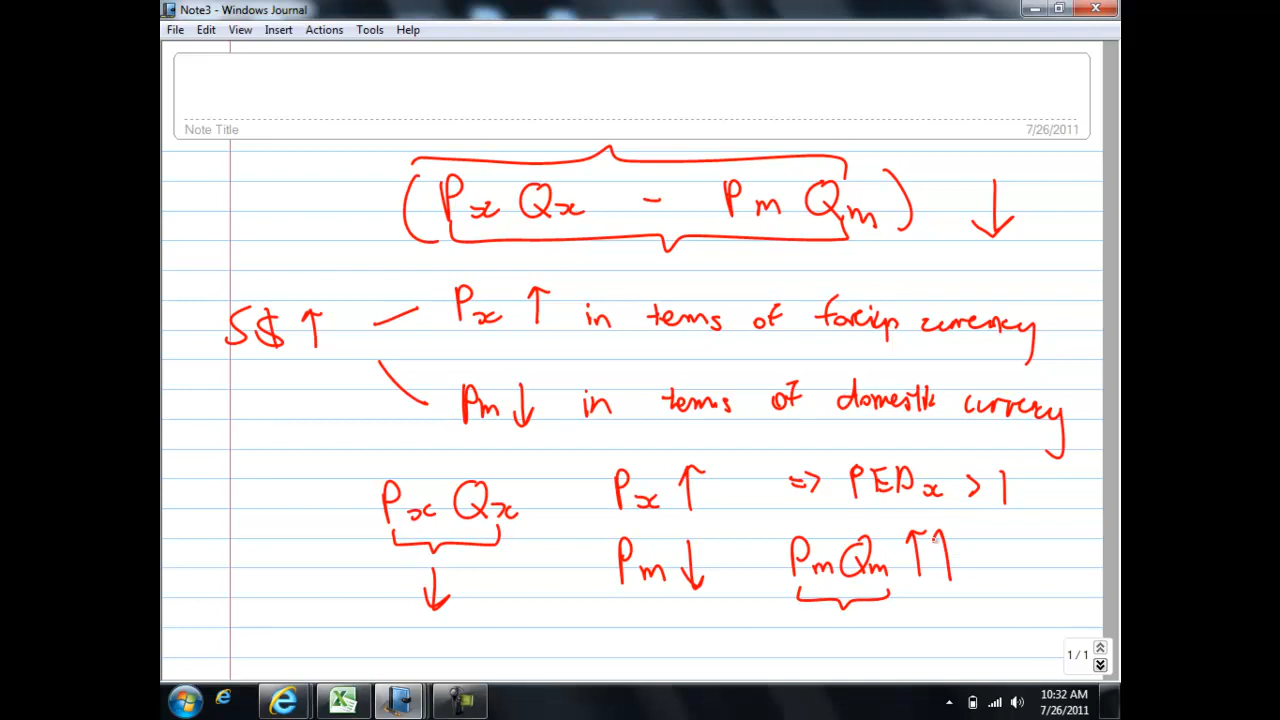 Note3 - Windows Journal
File Edit View Insert Actions Tools Help
Note Title
7/26/2011
(Px Qx - Pm Qm) ↓
S$ ↑
Px ↑ in terms of foreign currency
Pm ↓ in terms of domestic currency
Px Qx Px ↑ => PEDx > 1
↓ Pm ↓ PmQm ↑↑
1 / 1
10:32 AM
7/26/2011